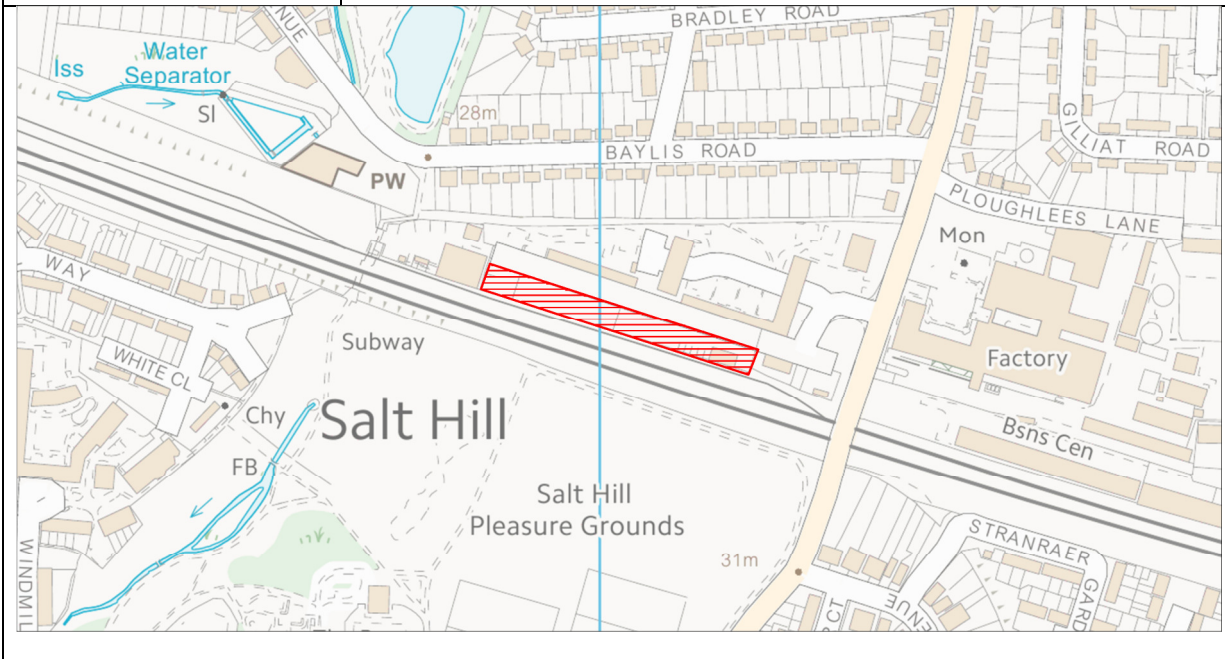 BRADLEY ROAD
NUE
Water
Separator
Iss
SI
28m
GILLIAT ROAD
BAYLIS ROAD
PW
PLOUGHLEES LANE
Mon
WAY
Subway
WHITE CL
Factory
Chy
Salt Hill
Bsns Cen
FB
Salt Hill
Pleasure Grounds
STRANRAER
GARD
31m
WINDMIL
ENUE
CT